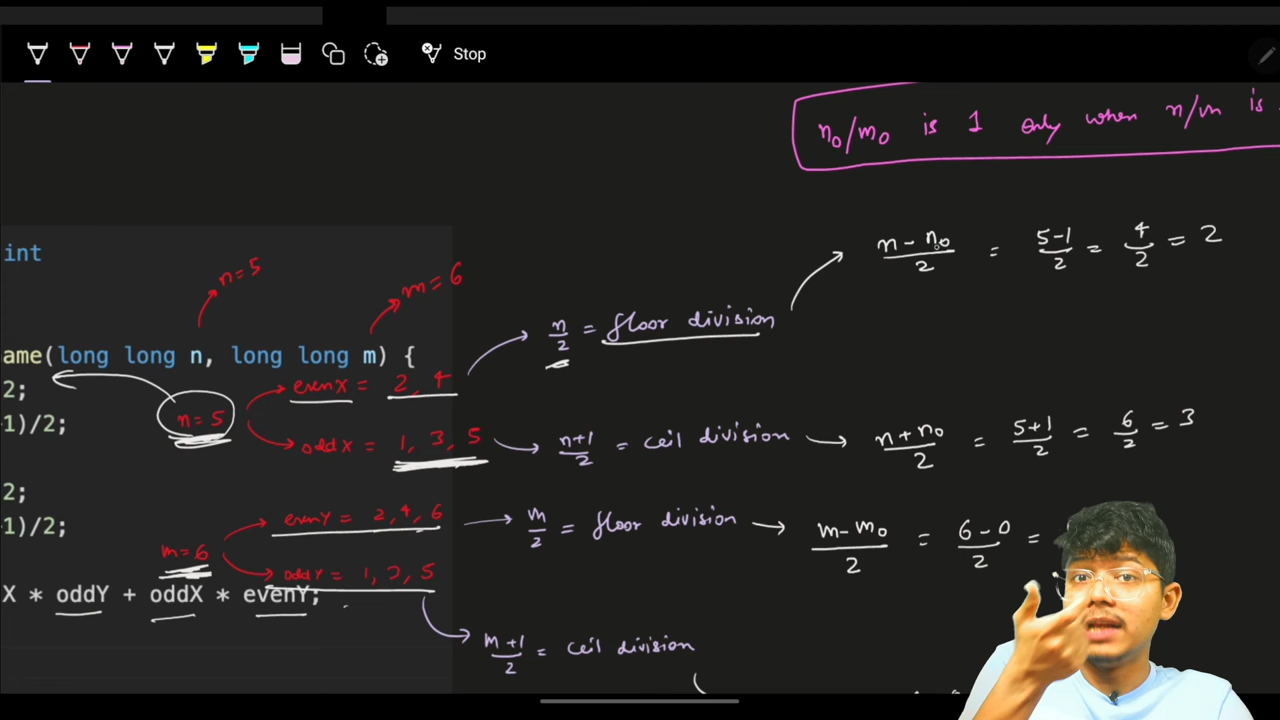 Stop
n₀/m₀ is 1 only when n/m is
int
n=5
m=6
n - n₀ / 2 = 5-1 / 2 = 4 / 2 = 2
n / 2 = floor division
ame(long long n, long long m) {
2;
evenX = 2, 4
n=5
1)/2;
oddX = 1, 3, 5
n+1 / 2 = ceil division
n + n₀ / 2 = 5+1 / 2 = 6 / 2 = 3
2;
evenY = 2, 4, 6
m / 2 = floor division
m - m₀ / 2 = 6-0 / 2 =
1)/2;
m=6
oddY = 1, 3, 5
X * oddY + oddX * evenY;
m+1 / 2 = ceil division